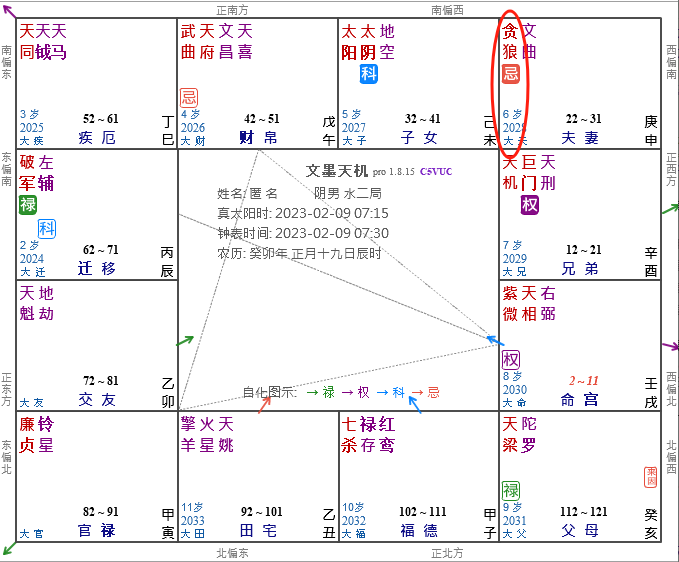 正南方
南偏西
南偏东
西偏南
东偏南
正西方
正东方
西偏北
东偏北
北偏西
北偏东
正北方
天天天
同钺马
3 岁
2025
大疾
52～61
疾厄
丁
巳
武天文天
曲府昌喜
忌
4 岁
2026
大财
42～51
财帛
戊
午
太太地
阳阴空
科
5 岁
2027
大子
32～41
子女
己
未
贪文
狼曲
忌
6 岁
2028
大夫
22～31
夫妻
庚
申
破左
军辅
禄
科
2 岁
2024
大迁
62～71
迁移
丙
辰
文墨天机 pro 1.8.15 C5VUC
姓名: 匿名 阴男 水二局
真太阳时: 2023-02-09 07:15
钟表时间: 2023-02-09 07:30
农历: 癸卯年 正月十九日辰时
自化图示: →禄 →权 →科 →忌
天巨天
机门刑
权
7 岁
2029
大兄
12～21
兄弟
辛
酉
天地
魁劫
大友
72～81
交友
乙
卯
紫天右
微相弼
权
8 岁
2030
大命
2～11
命宫
壬
戌
廉铃
贞星
大官
82～91
官禄
甲
寅
擎火天
羊星姚
11岁
2033
大田
92～101
田宅
乙
丑
七禄红
杀存鸾
10岁
2032
大福
102～111
福德
甲
子
天陀
梁罗
禄
来因
9 岁
2031
大父
112～121
父母
癸
亥